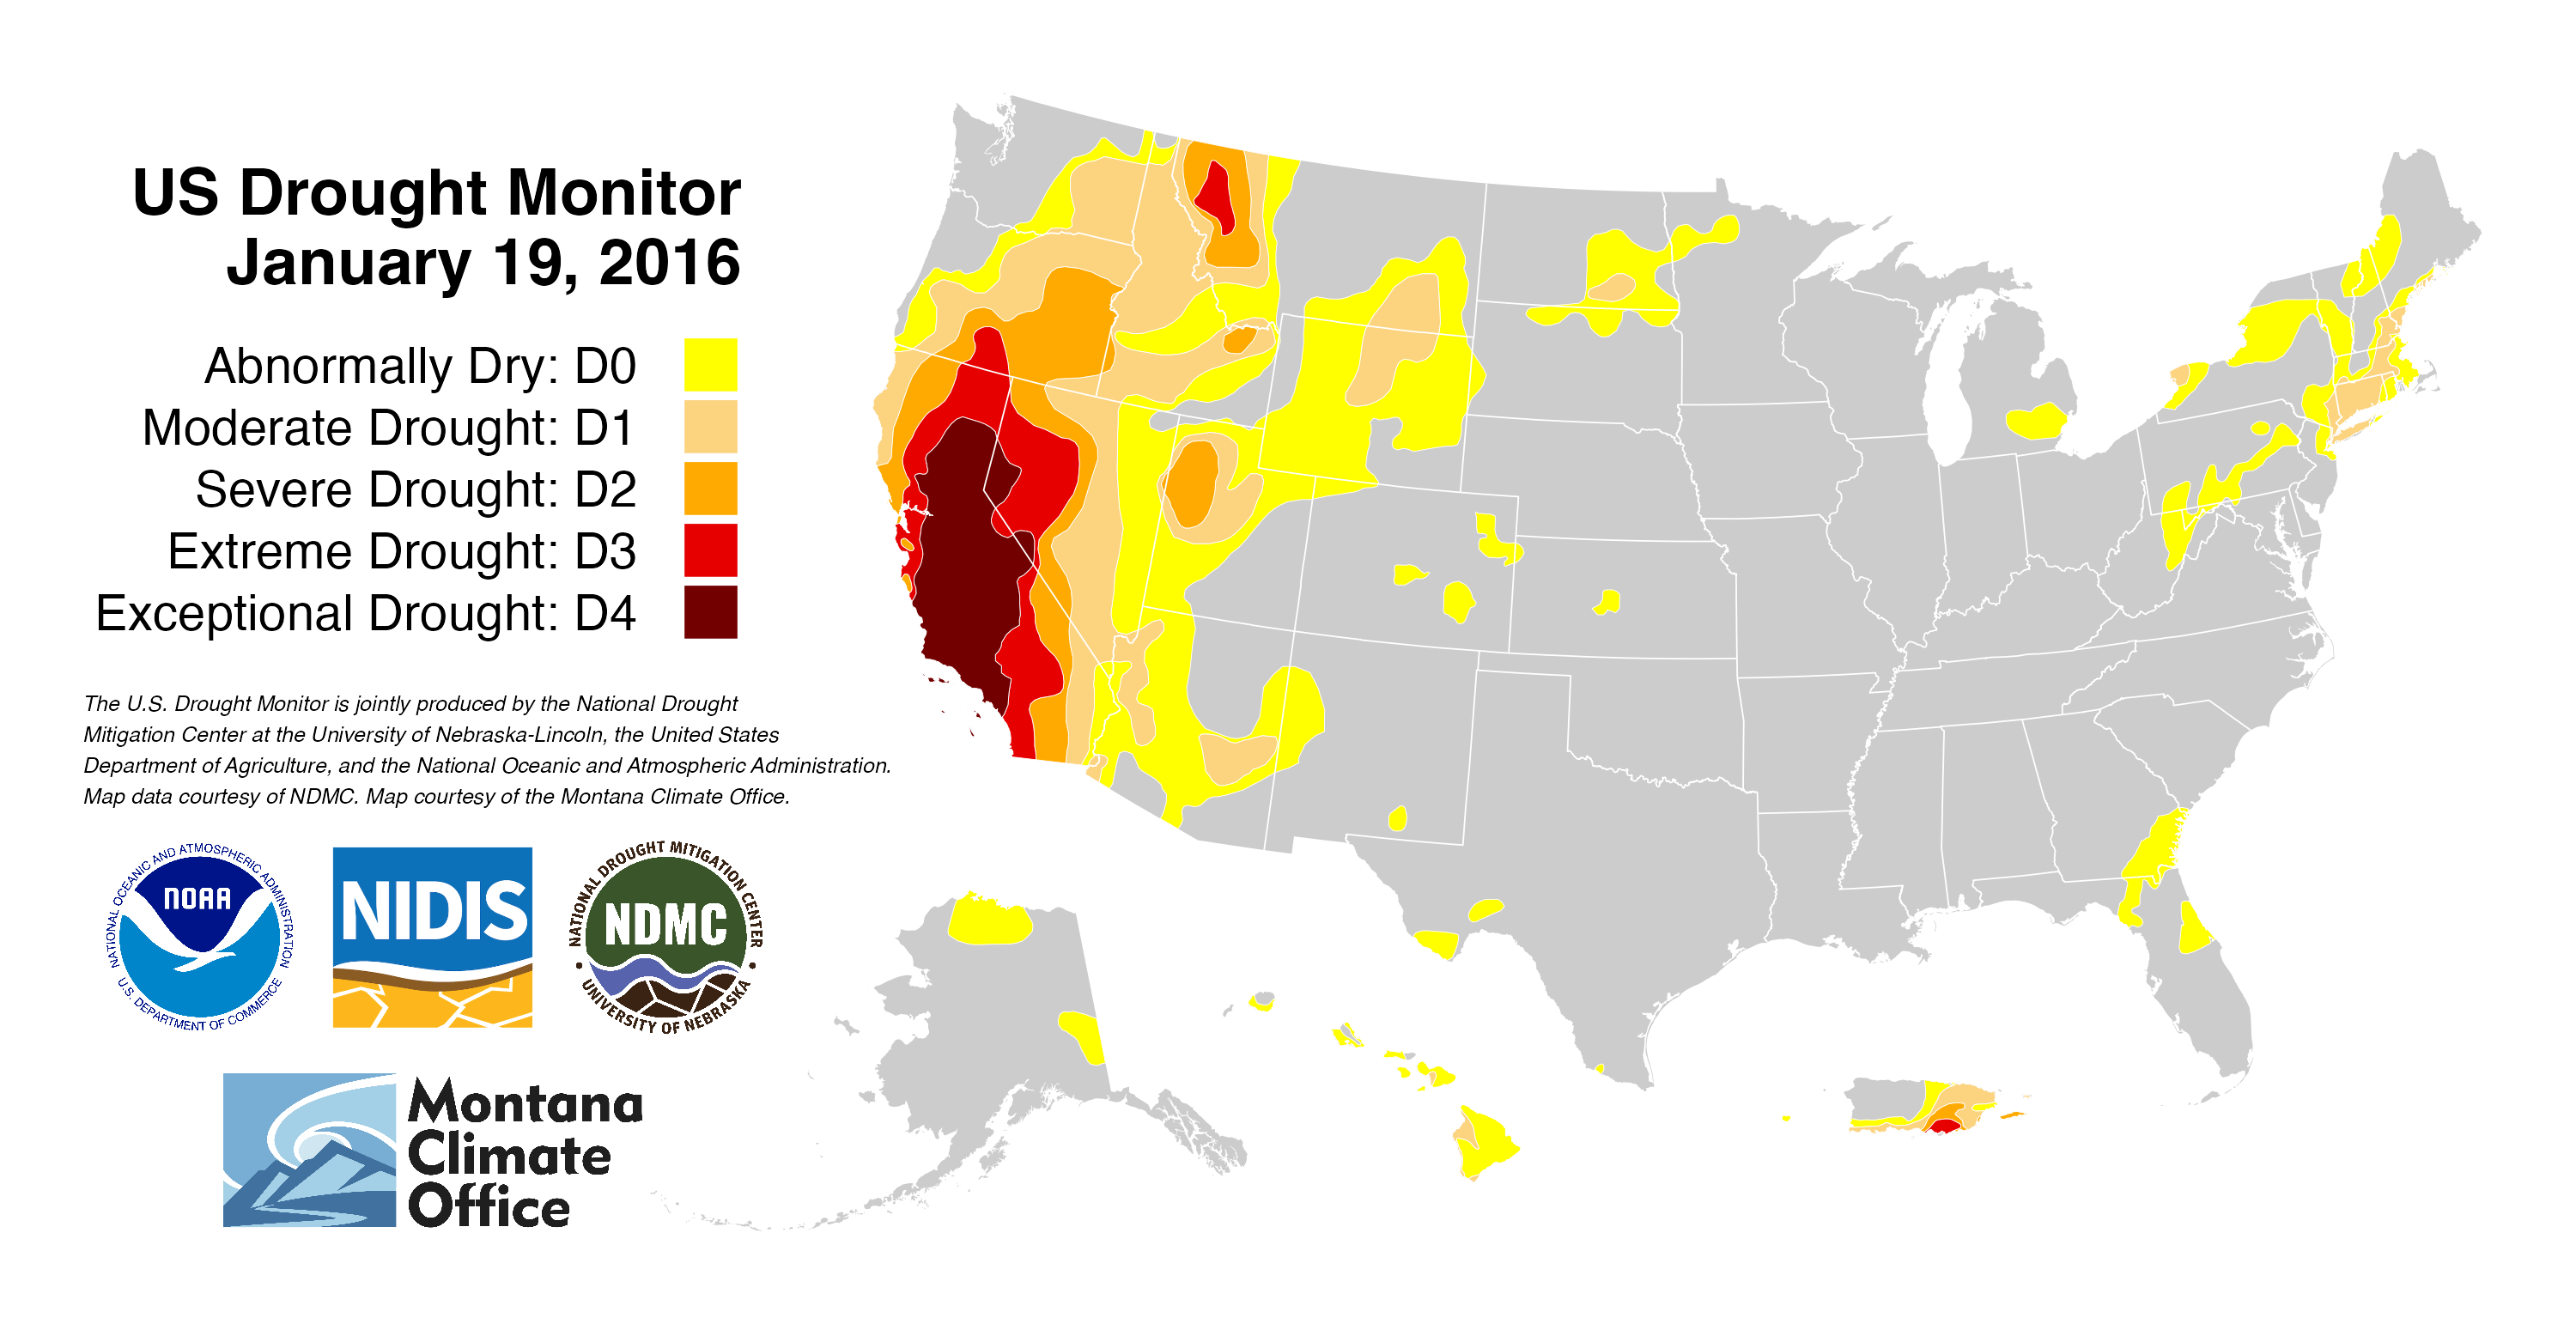 US Drought Monitor
January 19, 2016
Abnormally Dry: D0
Moderate Drought: D1
Severe Drought: D2
Extreme Drought: D3
Exceptional Drought: D4
The U.S. Drought Monitor is jointly produced by the National Drought
Mitigation Center at the University of Nebraska-Lincoln, the United States
Department of Agriculture, and the National Oceanic and Atmospheric Administration.
Map data courtesy of NDMC. Map courtesy of the Montana Climate Office.
NATIONAL OCEANIC AND ATMOSPHERIC ADMINISTRATION
NOAA
U.S. DEPARTMENT OF COMMERCE
NIDIS
NATIONAL DROUGHT MITIGATION CENTER
NDMC
UNIVERSITY OF NEBRASKA
Montana
Climate
Office